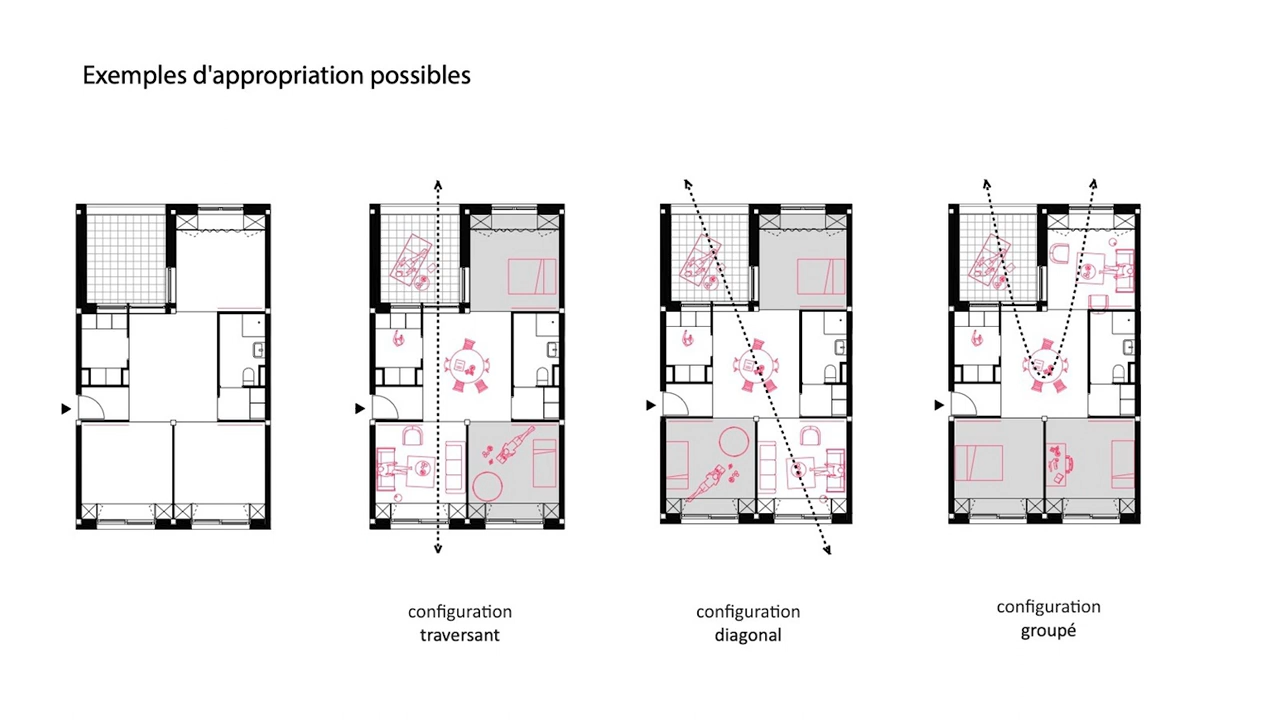 Exemples d'appropriation possibles
configuration
traversant
configuration
diagonal
configuration
groupé